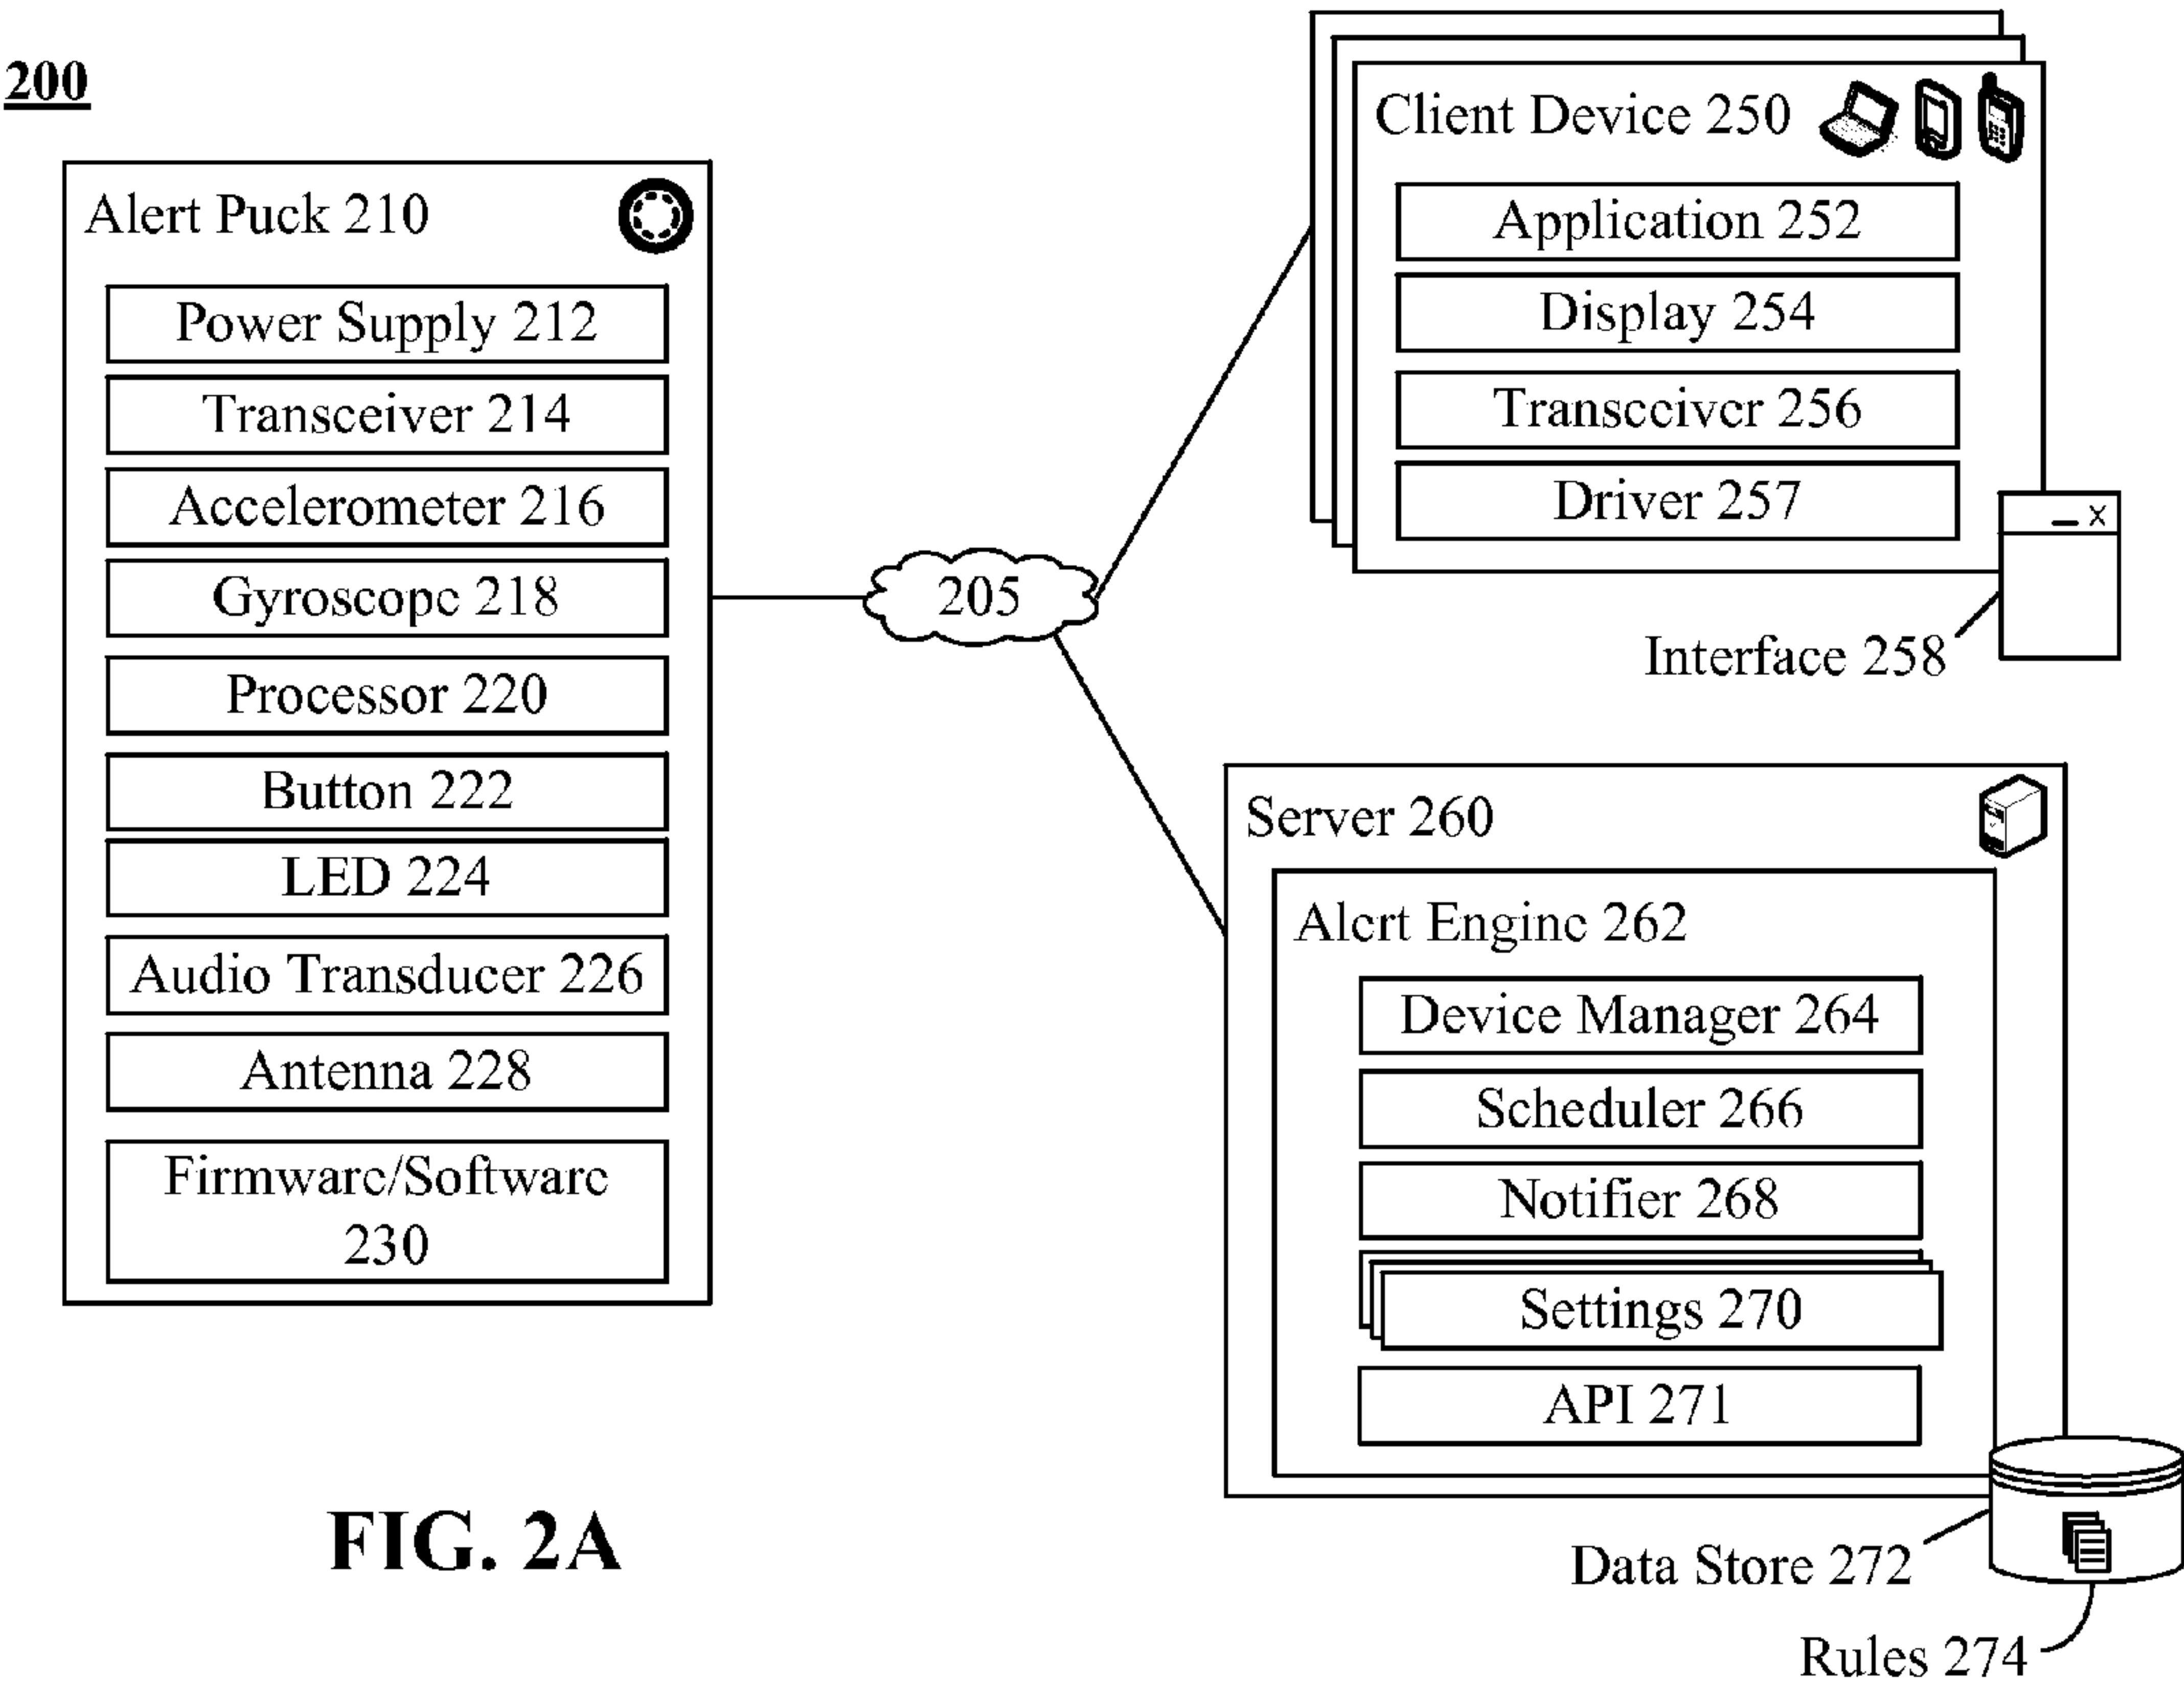 200
Alert Puck 210
Power Supply 212
Transceiver 214
Accelerometer 216
Gyroscope 218
Processor 220
Button 222
LED 224
Audio Transducer 226
Antenna 228
Firmware/Software
230
205
Client Device 250
Application 252
Display 254
Transceiver 256
Driver 257
_ X
Interface 258
Server 260
Alert Engine 262
Device Manager 264
Scheduler 266
Notifier 268
Settings 270
API 271
Data Store 272
Rules 274
FIG. 2A